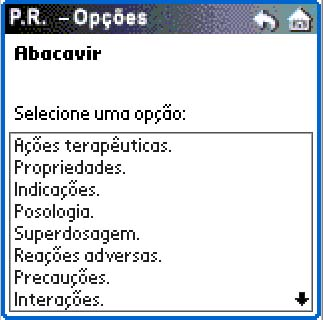 P.R. – Opções
Abacavir
Selecione uma opção:
Ações terapêuticas.
Propriedades.
Indicações.
Posologia.
Superdosagem.
Reações adversas.
Precauções.
Interações.